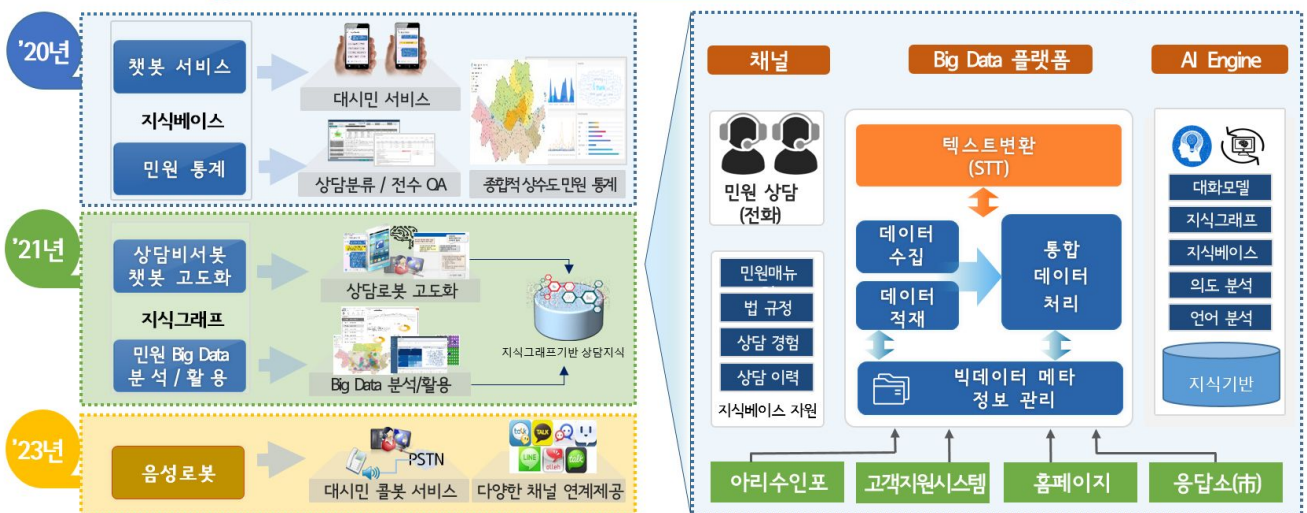 '20년
챗봇 서비스
지식베이스
민원 통계
대시민 서비스
상담분류 / 전수 QA
종합적 상수도 민원 통계
'21년
상담비서봇
챗봇 고도화
지식그래프
민원 Big Data
분석/활용
상담로봇 고도화
Big Data 분석/활용
지식그래프기반 상담지식
'23년
음성로봇
PSTN
대시민 콜봇 서비스
talk
TALK
LINE
olleh
talk
다양한 채널 연계제공
채널
민원 상담
(전화)
민원매뉴
법 규정
상담 경험
상담 이력
지식베이스 지원
Big Data 플랫폼
텍스트변환
(STT)
데이터
수집
데이터
적재
통합
데이터
처리
빅데이터 메타
정보 관리
AI Engine
대화모델
지식그래프
지식베이스
의도 분석
언어 분석
지식기반
아리수인포
고객지원시스템
홈페이지
응답소(市)